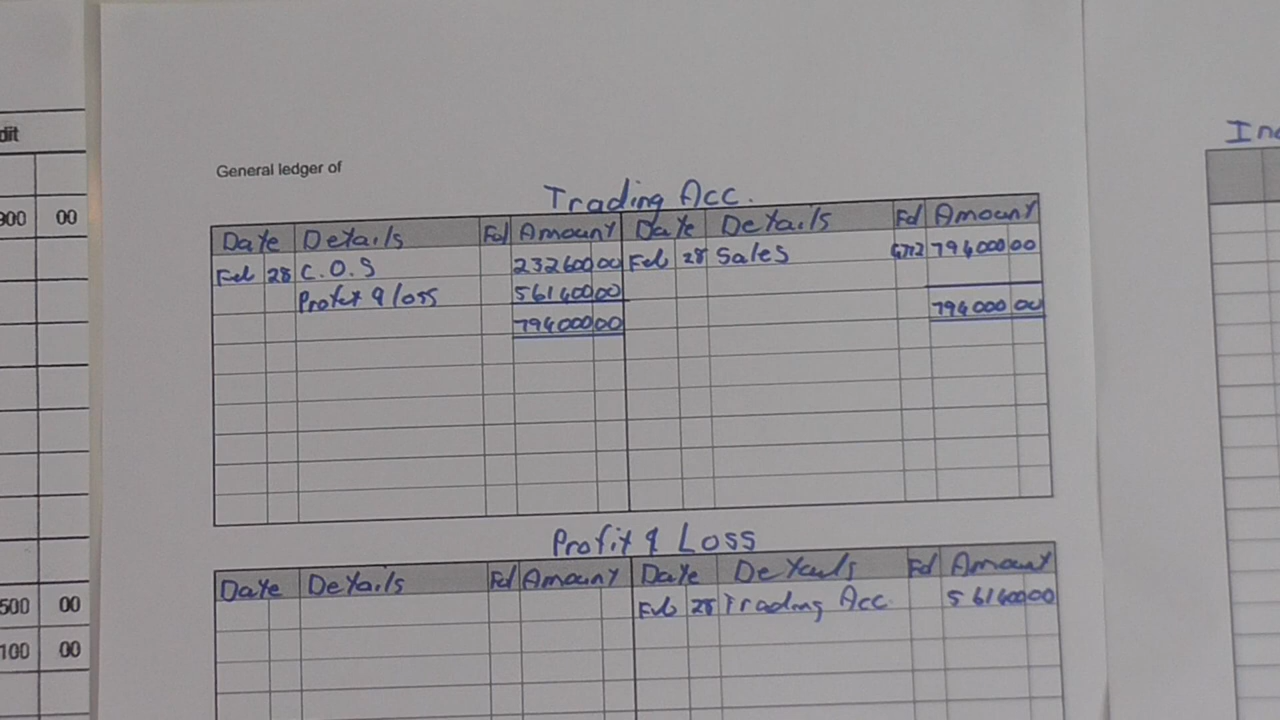 dit
900 00
500 00
100 00
General ledger of
Trading Acc.
Date Details Fol Amount Date Details Fol Amount
Feb 28 C.O.S 232600 00 Feb 28 Sales 794000 00
Profit & loss 561400 00
794000 00 794000 00
Profit & Loss
Date Details Fol Amount Date Details Fol Amount
Feb 28 Trading Acc. 561400 00